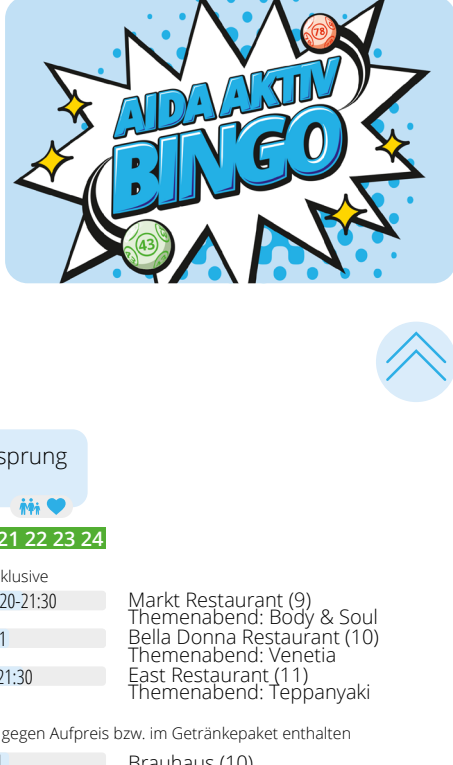 78
AIDA AKTIV
BINGO
43
sprung
21 22 23 24
klusive
20-21:30 Markt Restaurant (9)
Themenabend: Body & Soul
1 Bella Donna Restaurant (10)
Themenabend: Venetia
21:30 East Restaurant (11)
Themenabend: Teppanyaki
gegen Aufpreis bzw. im Getränkepaket enthalten
Brauhaus (10)